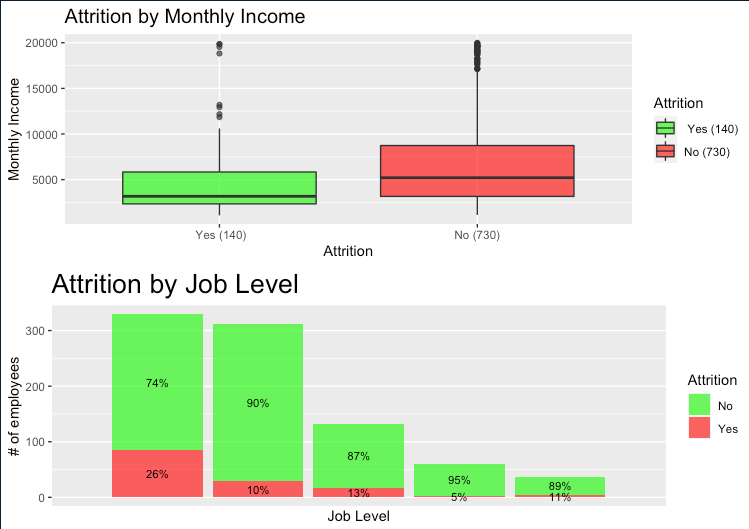 Attrition by Monthly Income
20000
15000
10000
5000
Monthly Income
Yes (140)
No (730)
Attrition
Attrition
Yes (140)
No (730)
Attrition by Job Level
300
200
100
0
# of employees
74%
26%
90%
10%
87%
13%
95%
5%
89%
11%
Job Level
Attrition
No
Yes